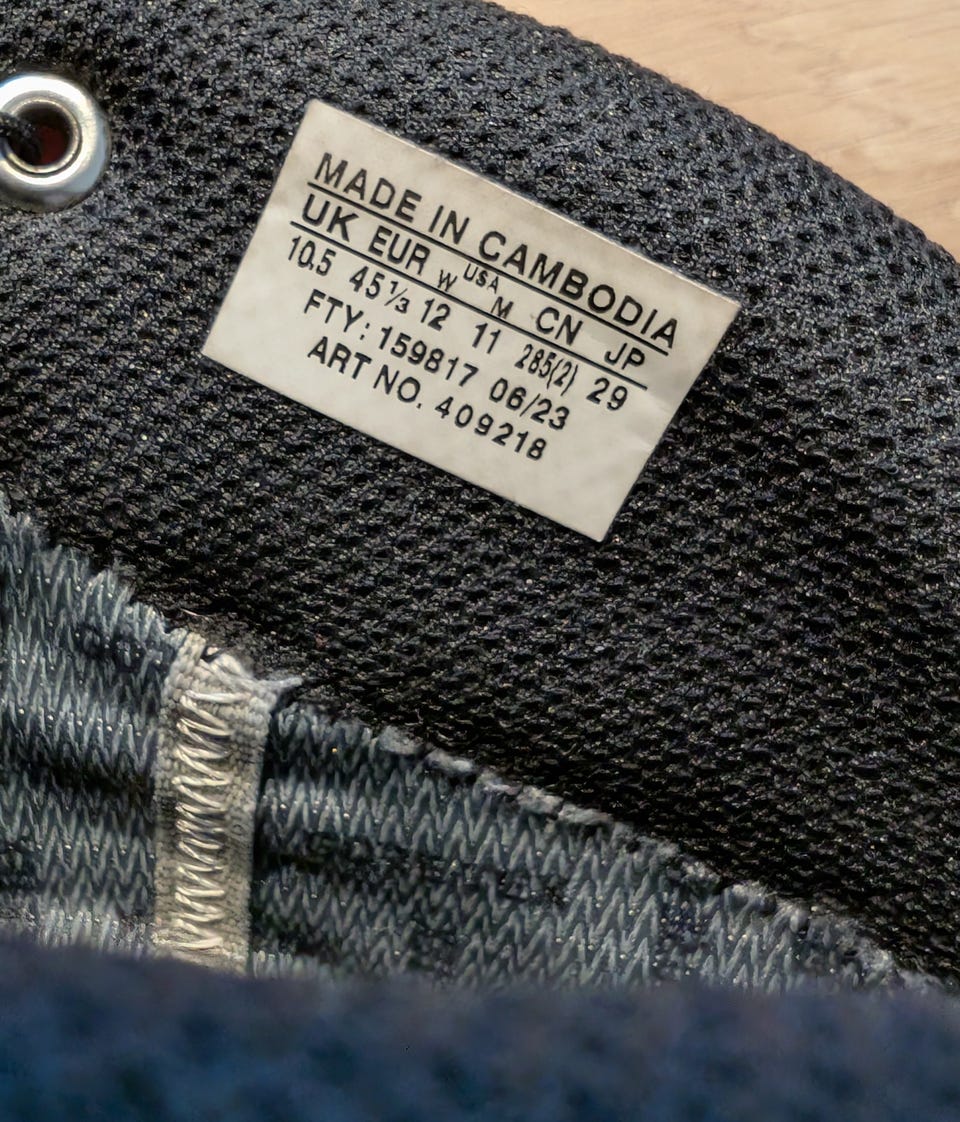 MADE IN CAMBODIA
UK EUR W USA M CN JP
10.5 45⅓ 12 11 285(2) 29
FTY: 159817 06/23
ART NO. 409218